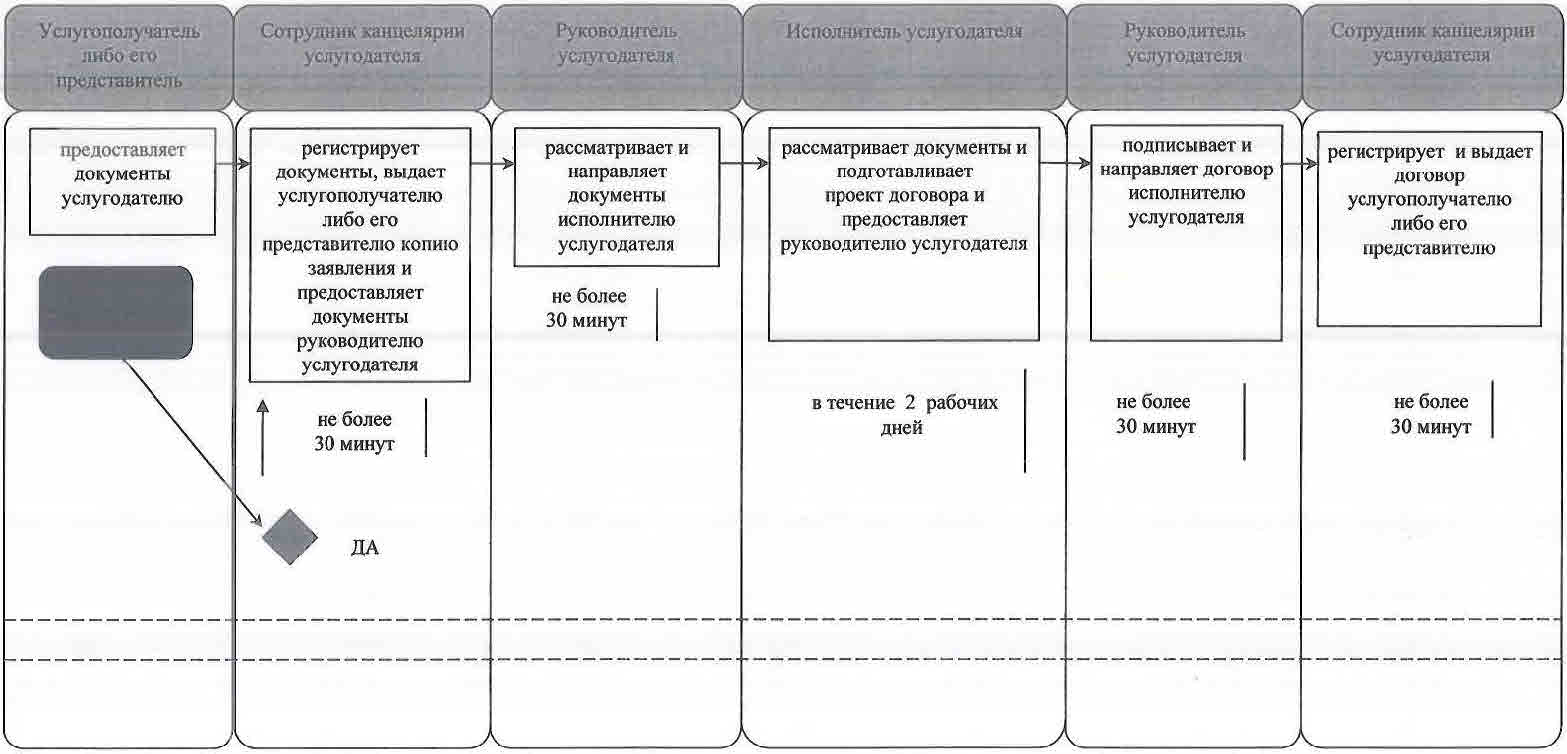 Услугополучатель
либо его
представитель
Сотрудник канцелярии
услугодателя
Руководитель
услугодателя
Исполнитель услугодателя
Руководитель
услугодателя
Сотрудник канцелярии
услугодателя
предоставляет
документы
услугодателю
регистрирует
документы, выдает
услугополучателю
либо его
представителю копию
заявления и
предоставляет
документы
руководителю
услугодателя
рассматривает и
направляет
документы
исполнителю
услугодателя
рассматривает документы и
подготавливает
проект договора и
предоставляет
руководителю услугодателя
подписывает и
направляет договор
исполнителю
услугодателя
регистрирует и выдает
договор
услугополучателю
либо его
представителю
не более
30 минут
не более
30 минут
в течение 2 рабочих
дней
не более
30 минут
не более
30 минут
ДА